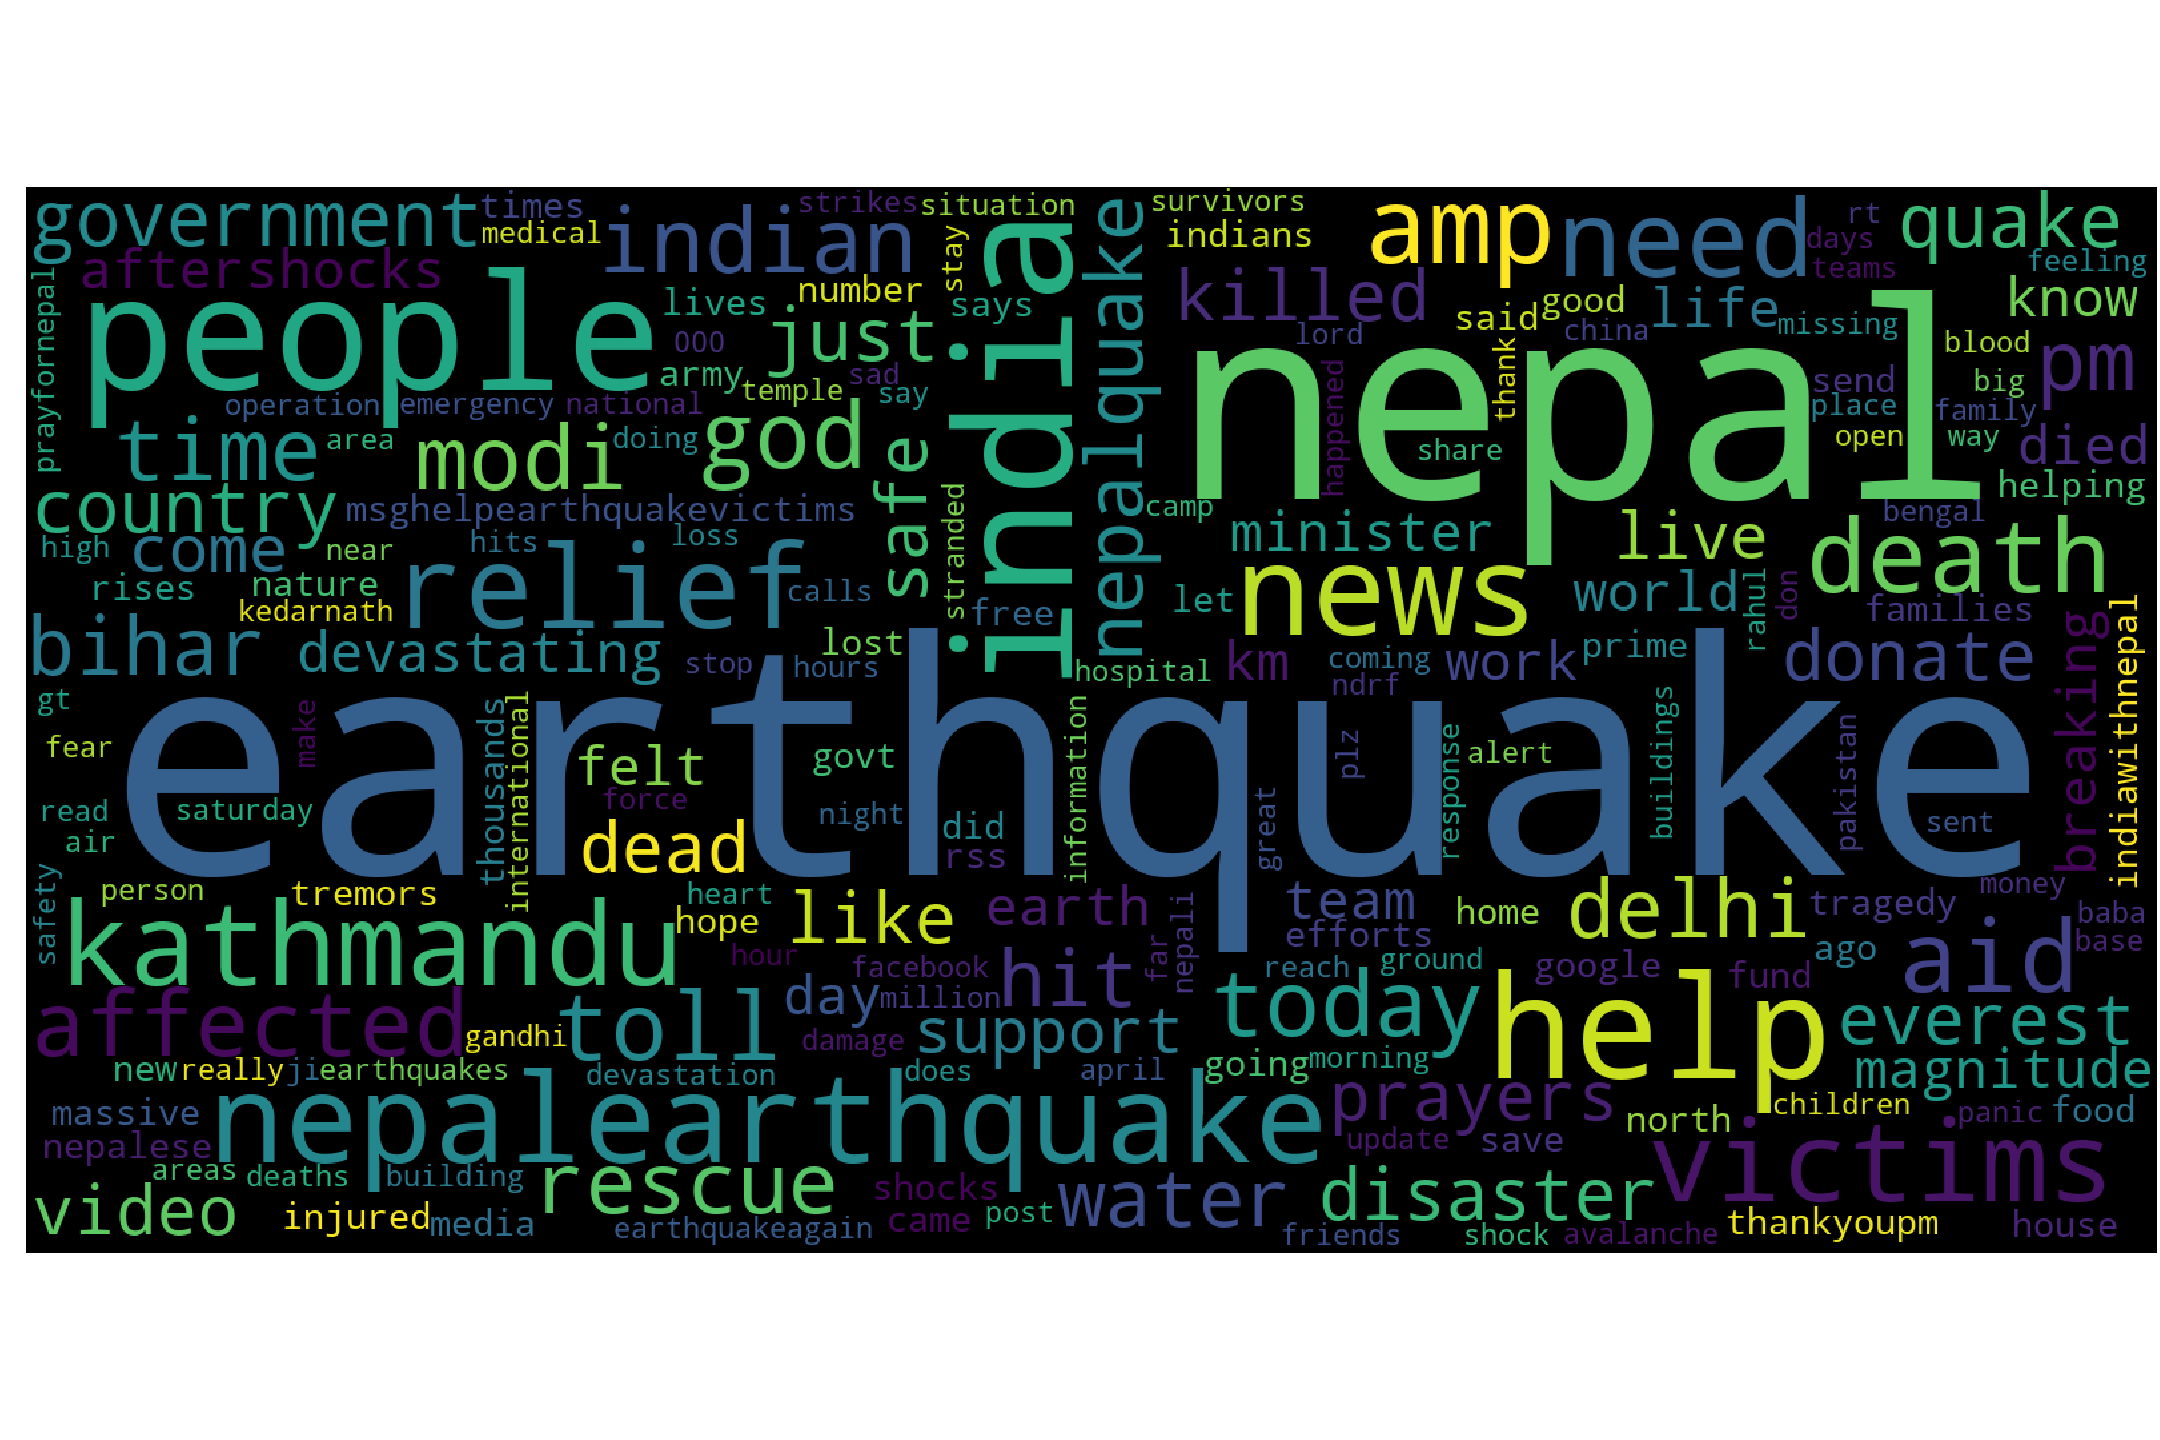 government
times
medical
indian
strikes
situation
survivors
indians
amp
need
rt
days
teams
quake
feeling
aftershocks
prayfornepal
people
lives
number
just
says
stay
india
nepalquake
killed
lord
said
good
china
life
missing
know
blood
big
pm
ooo
army
temple
sad
say
nepal
thank
happened
share
send
place
family
open
way
died
operation
emergency
national
time
area
modi
doing
god
safe
stranded
helping
country
msghelpearthquakevictims
camp
minister
live
bengal
death
high
come
near
hits
loss
relief
calls
free
let
news
world
rahul
don
families
rises
nature
kedarnath
bihar
devastating
stop
lost
hours
hospital
km
coming
ndrf
work
prime
donate
breaking
indiawithnepal
earthquake
gt
fear
make
thousands
international
felt
govt
force
night
information
plz
great
response
alert
buildings
pakistan
sent
read
air
saturday
dead
did
rss
safety
person
tremors
heart
hope
like
earth
nepali
far
team
efforts
home
delhi
tragedy
money
baba
base
kathmandu
hour
facebook
million
day
hit
reach
ground
google
fund
ago
aid
affected
gandhi
toll
damage
support
today
help
everest
new
really
ji
earthquakes
devastation
does
april
going
morning
magnitude
massive
nepalese
nepalearthquake
prayers
update
save
north
children
panic
food
areas
deaths
building
rescue
shocks
came
post
water
disaster
victims
video
injured
media
earthquakeagain
friends
shock
avalanche
thankyoupm
house